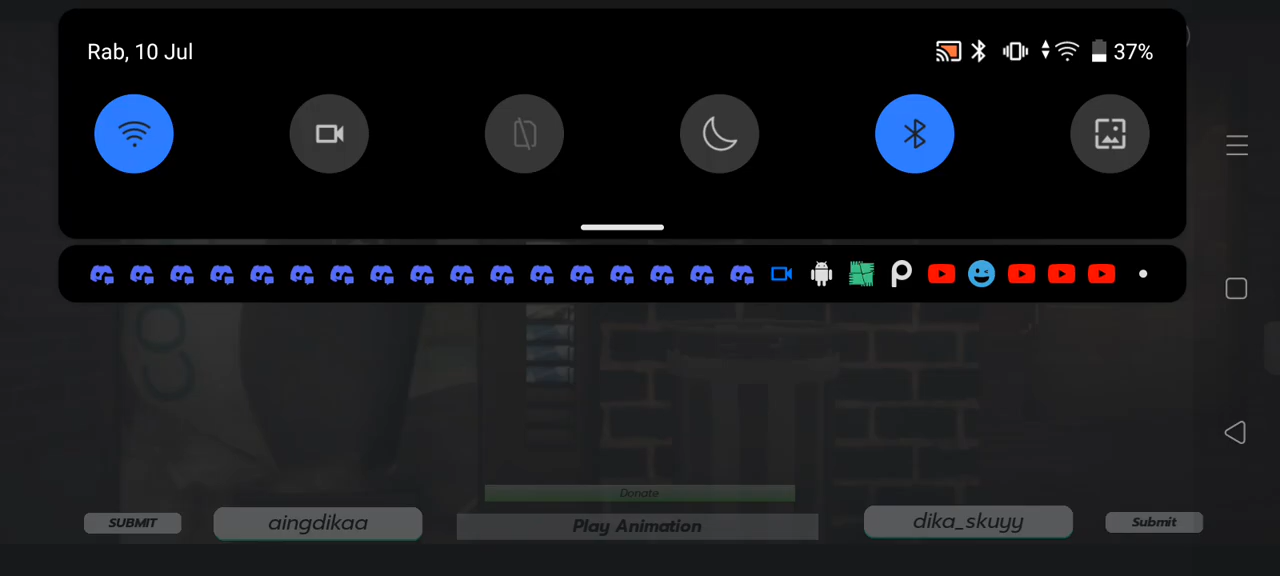 Rab, 10 Jul
37%
Donate
SUBMIT
aingdikaa
Play Animation
dika_skuyy
Submit